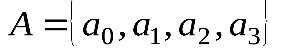 A = {a₀, a₁, a₂, a₃}